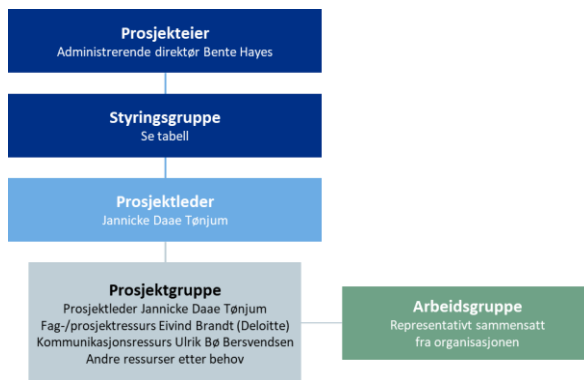 Prosjekteier
Administrerende direktør Bente Hayes
Styringsgruppe
Se tabell
Prosjektleder
Jannicke Daae Tønjum
Prosjektgruppe
Prosjektleder Jannicke Daae Tønjum
Fag-/prosjektressurs Eivind Brandt (Deloitte)
Kommunikasjonsressurs Ulrik Bø Bersvendsen
Andre ressurser etter behov
Arbeidsgruppe
Representativt sammensatt
fra organisasjonen